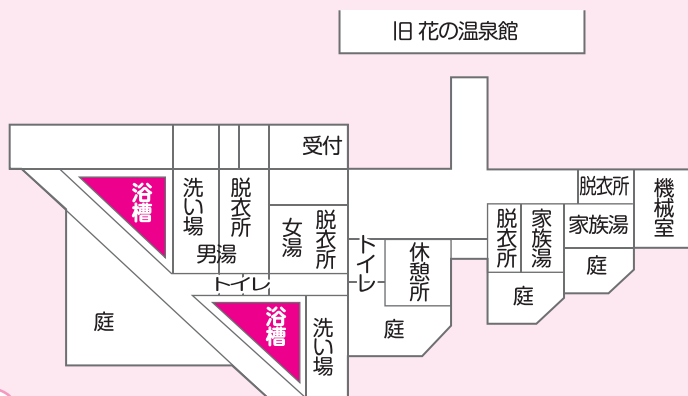 旧 花の温泉館
受付
浴槽
洗い場
脱衣所
男湯
女湯
脱衣所
トイレ
トイレ
休憩所
脱衣所
家族湯
脱衣所
家族湯
機械室
庭
庭
庭
庭
浴槽
洗い場